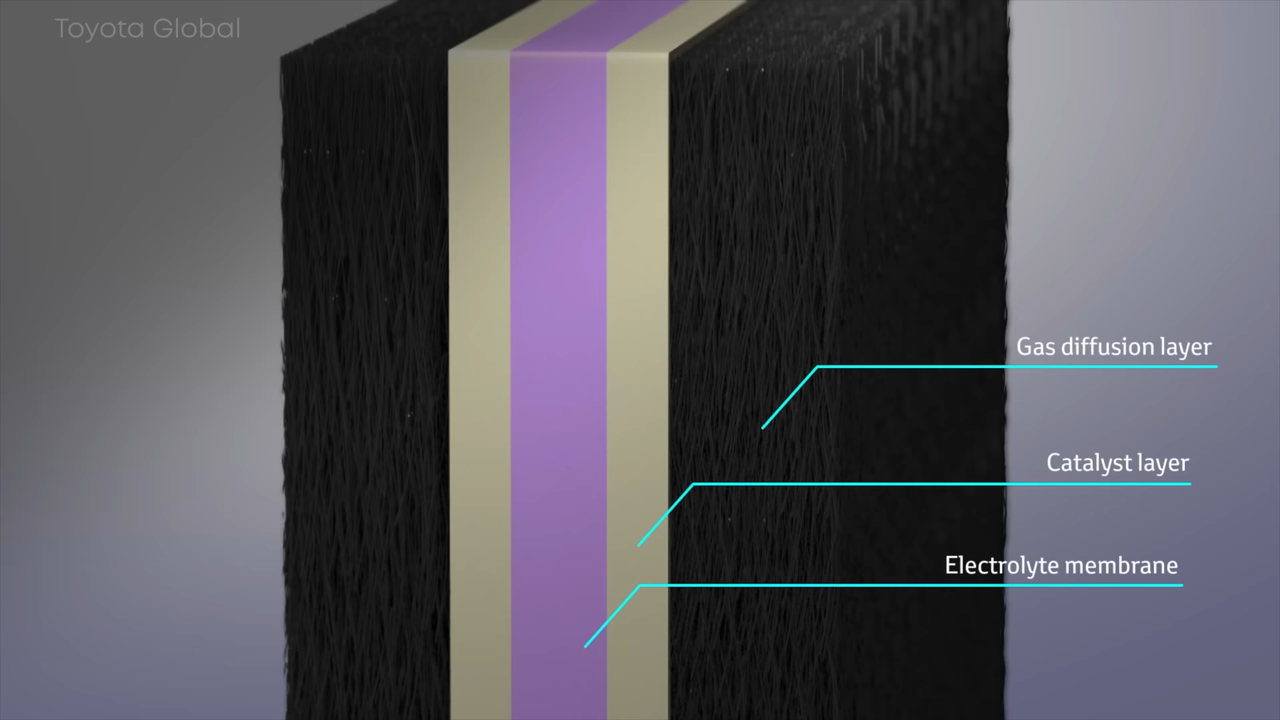 Toyota Global
Gas diffusion layer
Catalyst layer
Electrolyte membrane